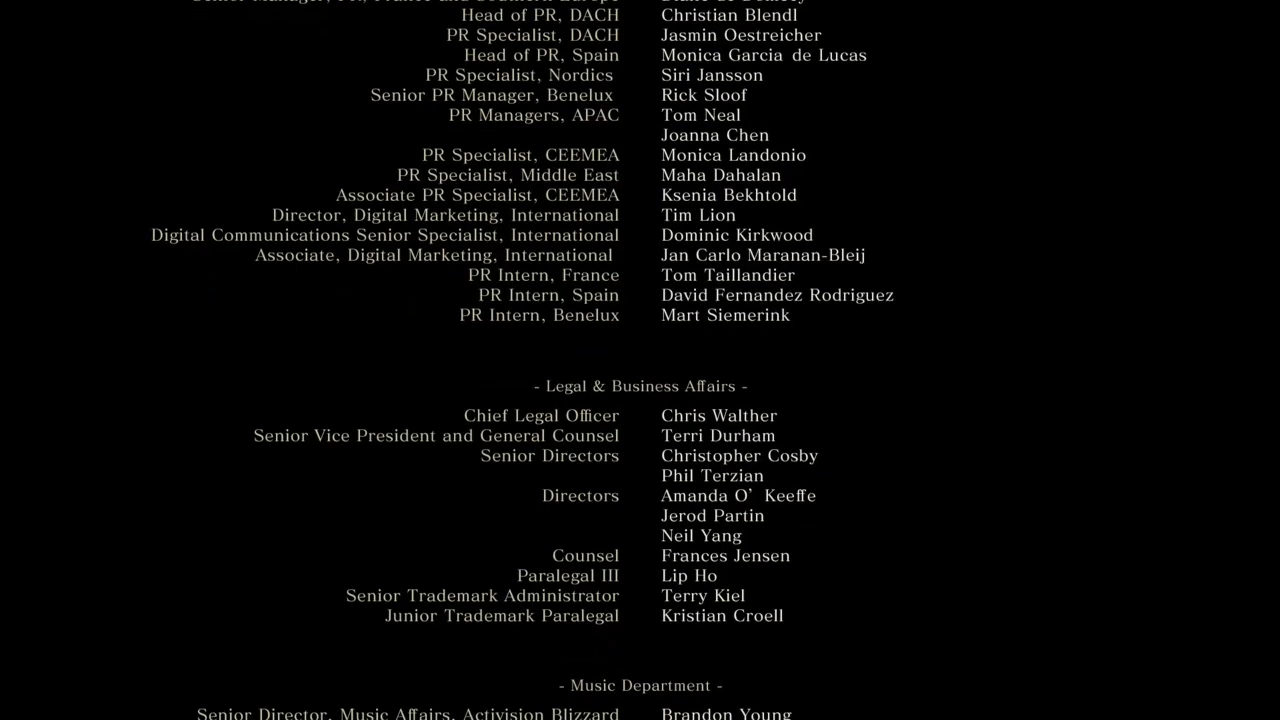 Head of PR, DACH Christian Blendl
PR Specialist, DACH Jasmin Oestreicher
Head of PR, Spain Monica Garcia de Lucas
PR Specialist, Nordics Siri Jansson
Senior PR Manager, Benelux Rick Sloof
PR Managers, APAC Tom Neal
Joanna Chen
PR Specialist, CEEMEA Monica Landonio
PR Specialist, Middle East Maha Dahalan
Associate PR Specialist, CEEMEA Ksenia Bekhtold
Director, Digital Marketing, International Tim Lion
Digital Communications Senior Specialist, International Dominic Kirkwood
Associate, Digital Marketing, International Jan Carlo Maranan-Bleij
PR Intern, France Tom Taillandier
PR Intern, Spain David Fernandez Rodriguez
PR Intern, Benelux Mart Siemerink
- Legal & Business Affairs -
Chief Legal Officer Chris Walther
Senior Vice President and General Counsel Terri Durham
Senior Directors Christopher Cosby
Phil Terzian
Directors Amanda O’ Keeffe
Jerod Partin
Neil Yang
Counsel Frances Jensen
Paralegal III Lip Ho
Senior Trademark Administrator Terry Kiel
Junior Trademark Paralegal Kristian Croell
- Music Department -
Senior Director, Music Affairs, Activision Blizzard Brandon Young